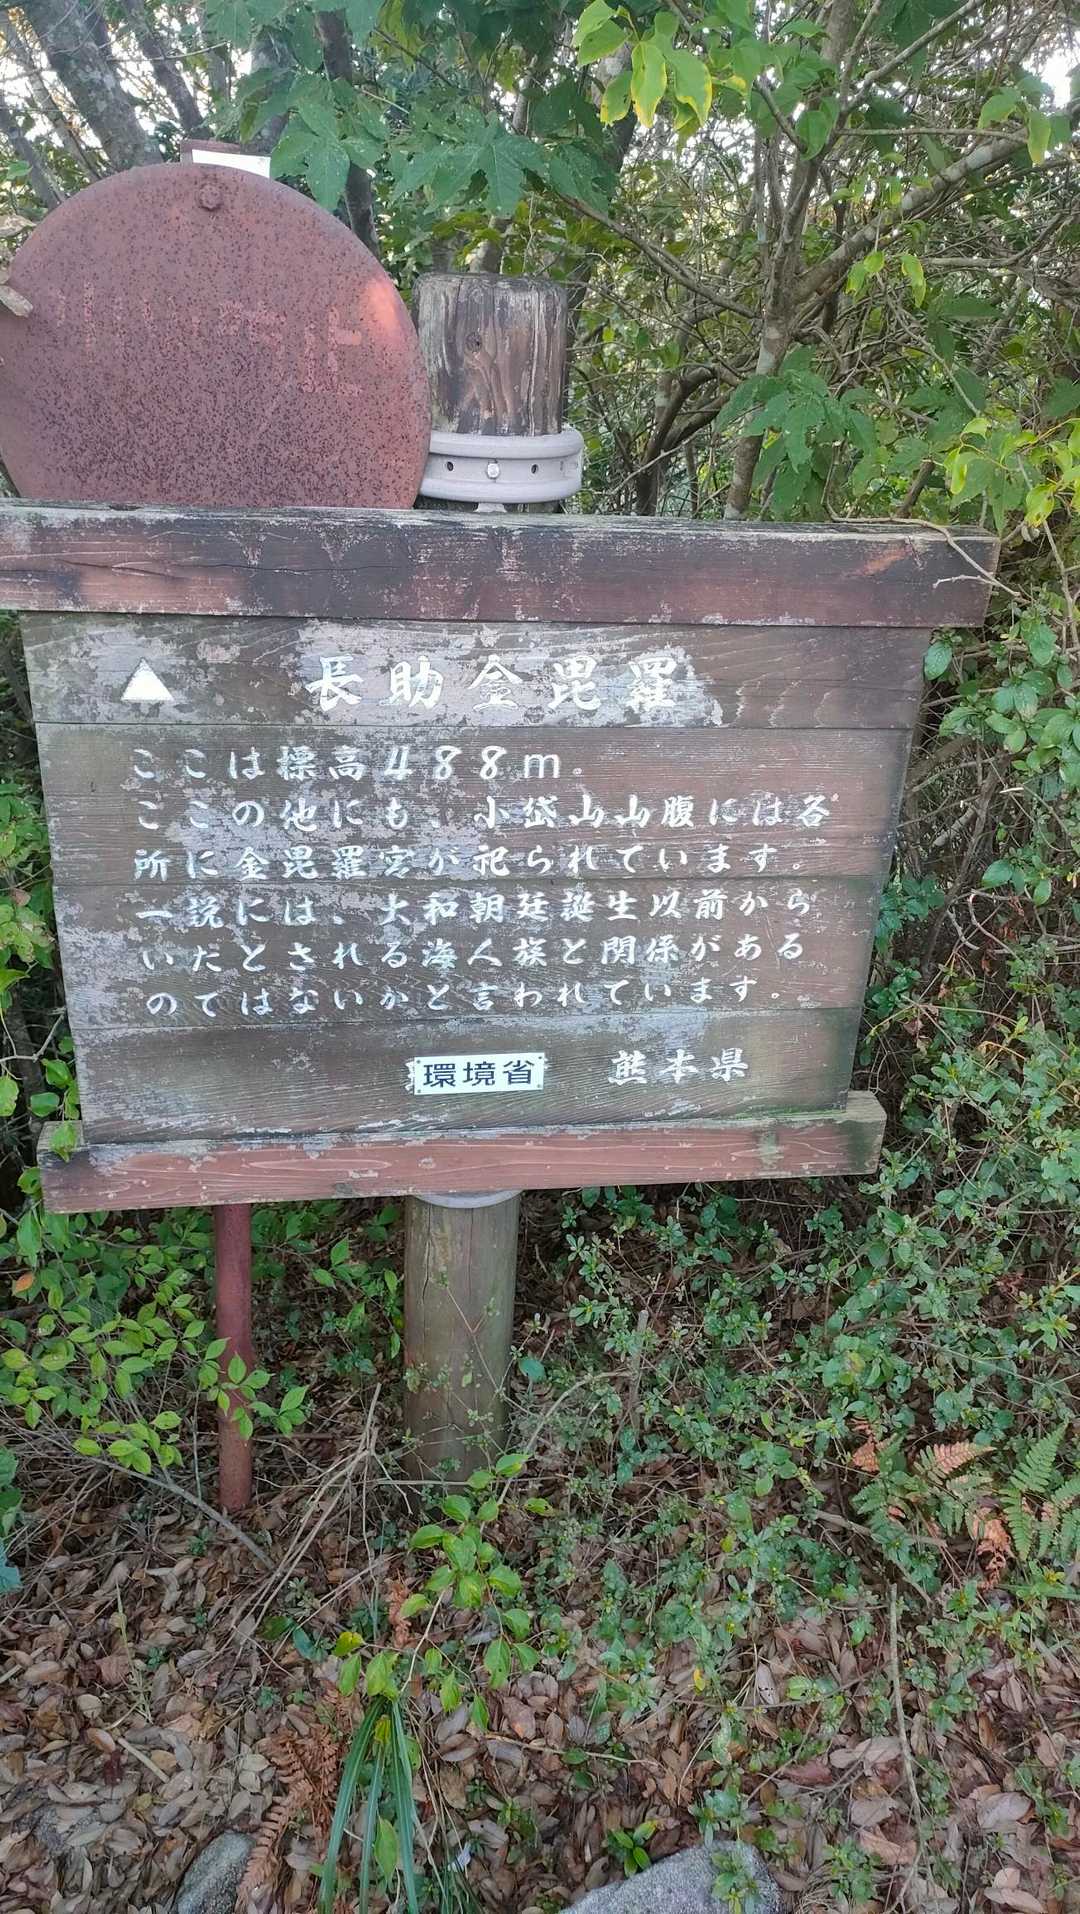 ▲ 長助金毘羅
ここは標高488m。
ここの他にも、小岱山山腹には各
所に金毘羅宮が祀られています。
一説には、大和朝廷誕生以前から
いたとされる海人族と関係がある
のではないかと言われています。
環境省 熊本県